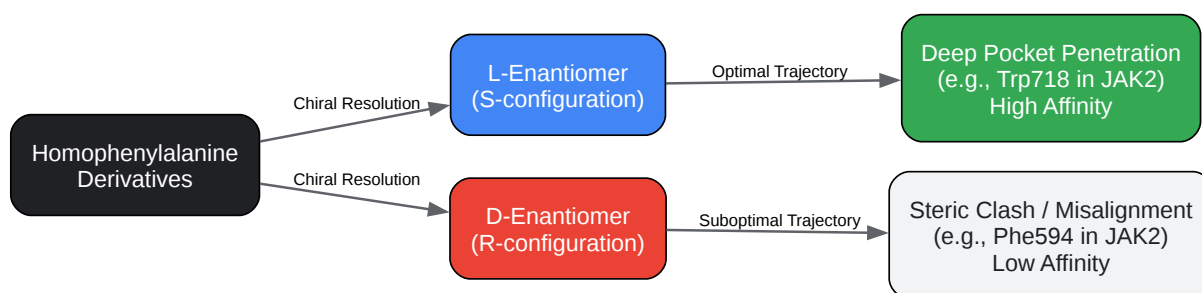 Homophenylalanine
Derivatives
Chiral Resolution
L-Enantiomer
(S-configuration)
Optimal Trajectory
Deep Pocket Penetration
(e.g., Trp718 in JAK2)
High Affinity
Chiral Resolution
D-Enantiomer
(R-configuration)
Suboptimal Trajectory
Steric Clash / Misalignment
(e.g., Phe594 in JAK2)
Low Affinity